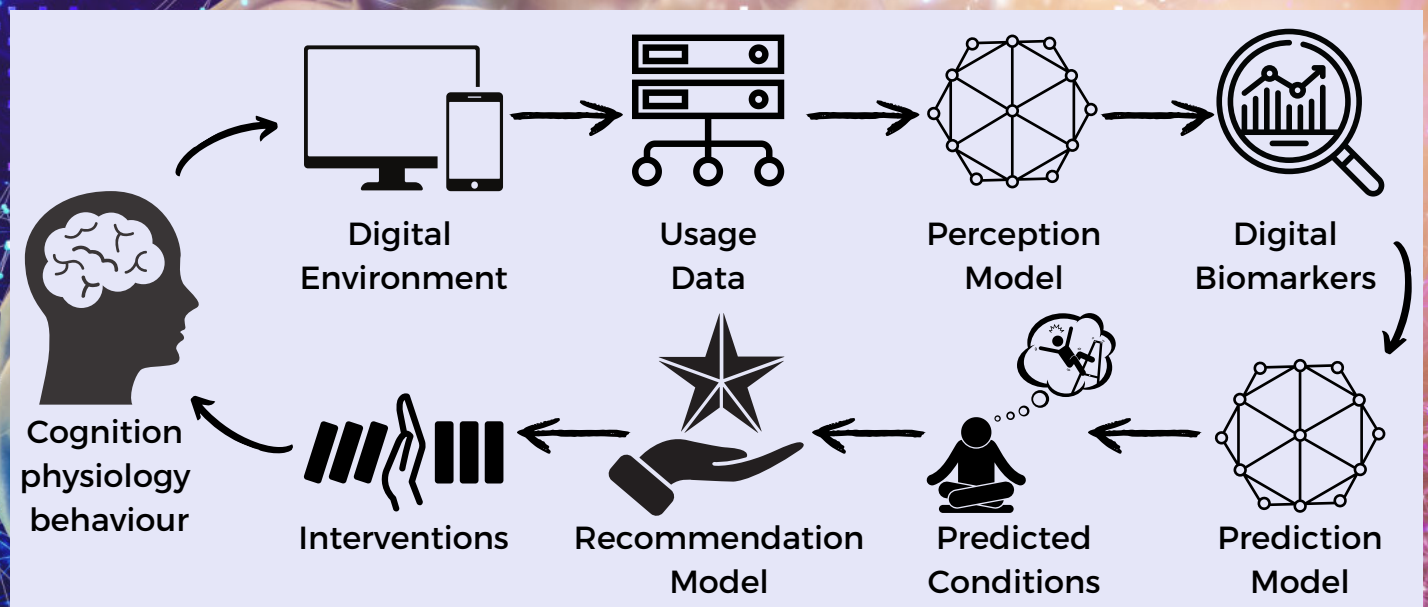 Digital
Environment
Usage
Data
Perception
Model
Digital
Biomarkers
Cognition
physiology
behaviour
Interventions
Recommendation
Model
Predicted
Conditions
Prediction
Model